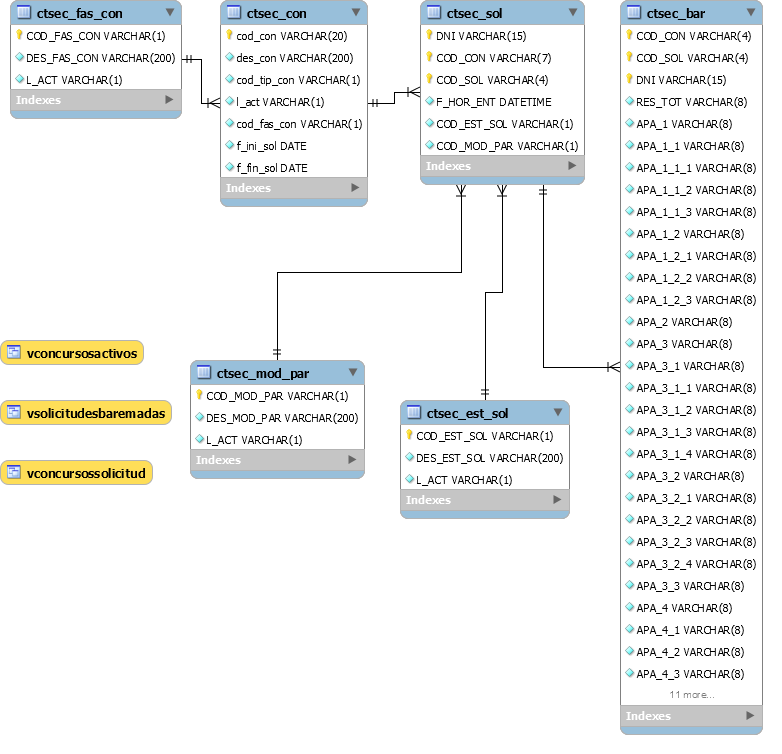 ctsec_fas_con
COD_FAS_CON VARCHAR(1)
DES_FAS_CON VARCHAR(200)
L_ACT VARCHAR(1)
Indexes
ctsec_con
cod_con VARCHAR(20)
des_con VARCHAR(200)
cod_tip_con VARCHAR(1)
l_act VARCHAR(1)
cod_fas_con VARCHAR(1)
f_ini_sol DATE
f_fin_sol DATE
Indexes
ctsec_sol
DNI VARCHAR(15)
COD_CON VARCHAR(7)
COD_SOL VARCHAR(4)
F_HOR_ENT DATETIME
COD_EST_SOL VARCHAR(1)
COD_MOD_PAR VARCHAR(1)
Indexes
ctsec_bar
COD_CON VARCHAR(4)
COD_SOL VARCHAR(4)
DNI VARCHAR(15)
RES_TOT VARCHAR(8)
APA_1 VARCHAR(8)
APA_1_1 VARCHAR(8)
APA_1_1_1 VARCHAR(8)
APA_1_1_2 VARCHAR(8)
APA_1_1_3 VARCHAR(8)
APA_1_2 VARCHAR(8)
APA_1_2_1 VARCHAR(8)
APA_1_2_2 VARCHAR(8)
APA_1_2_3 VARCHAR(8)
APA_2 VARCHAR(8)
APA_3 VARCHAR(8)
APA_3_1 VARCHAR(8)
APA_3_1_1 VARCHAR(8)
APA_3_1_2 VARCHAR(8)
APA_3_1_3 VARCHAR(8)
APA_3_1_4 VARCHAR(8)
APA_3_2 VARCHAR(8)
APA_3_2_1 VARCHAR(8)
APA_3_2_2 VARCHAR(8)
APA_3_2_3 VARCHAR(8)
APA_3_2_4 VARCHAR(8)
APA_3_3 VARCHAR(8)
APA_4 VARCHAR(8)
APA_4_1 VARCHAR(8)
APA_4_2 VARCHAR(8)
APA_4_3 VARCHAR(8)
11 more...
Indexes
vconcursosactivos
vsolicitudesbaremadas
vconcursossolicitud
ctsec_mod_par
COD_MOD_PAR VARCHAR(1)
DES_MOD_PAR VARCHAR(200)
L_ACT VARCHAR(1)
Indexes
ctsec_est_sol
COD_EST_SOL VARCHAR(1)
DES_EST_SOL VARCHAR(200)
L_ACT VARCHAR(1)
Indexes